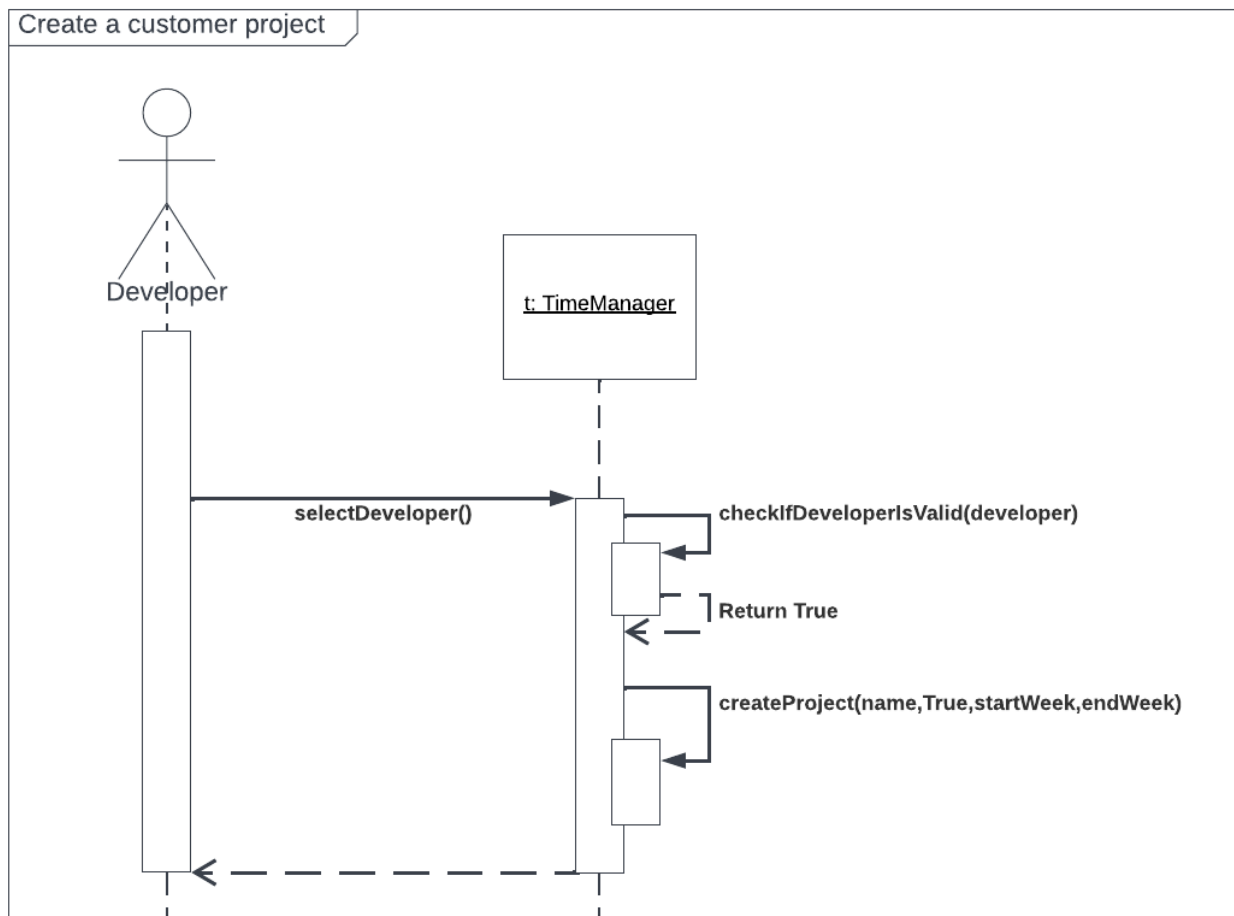 Create a customer project
Developer
t: TimeManager
selectDeveloper()
checkIfDeveloperIsValid(developer)
Return True
createProject(name,True,startWeek,endWeek)